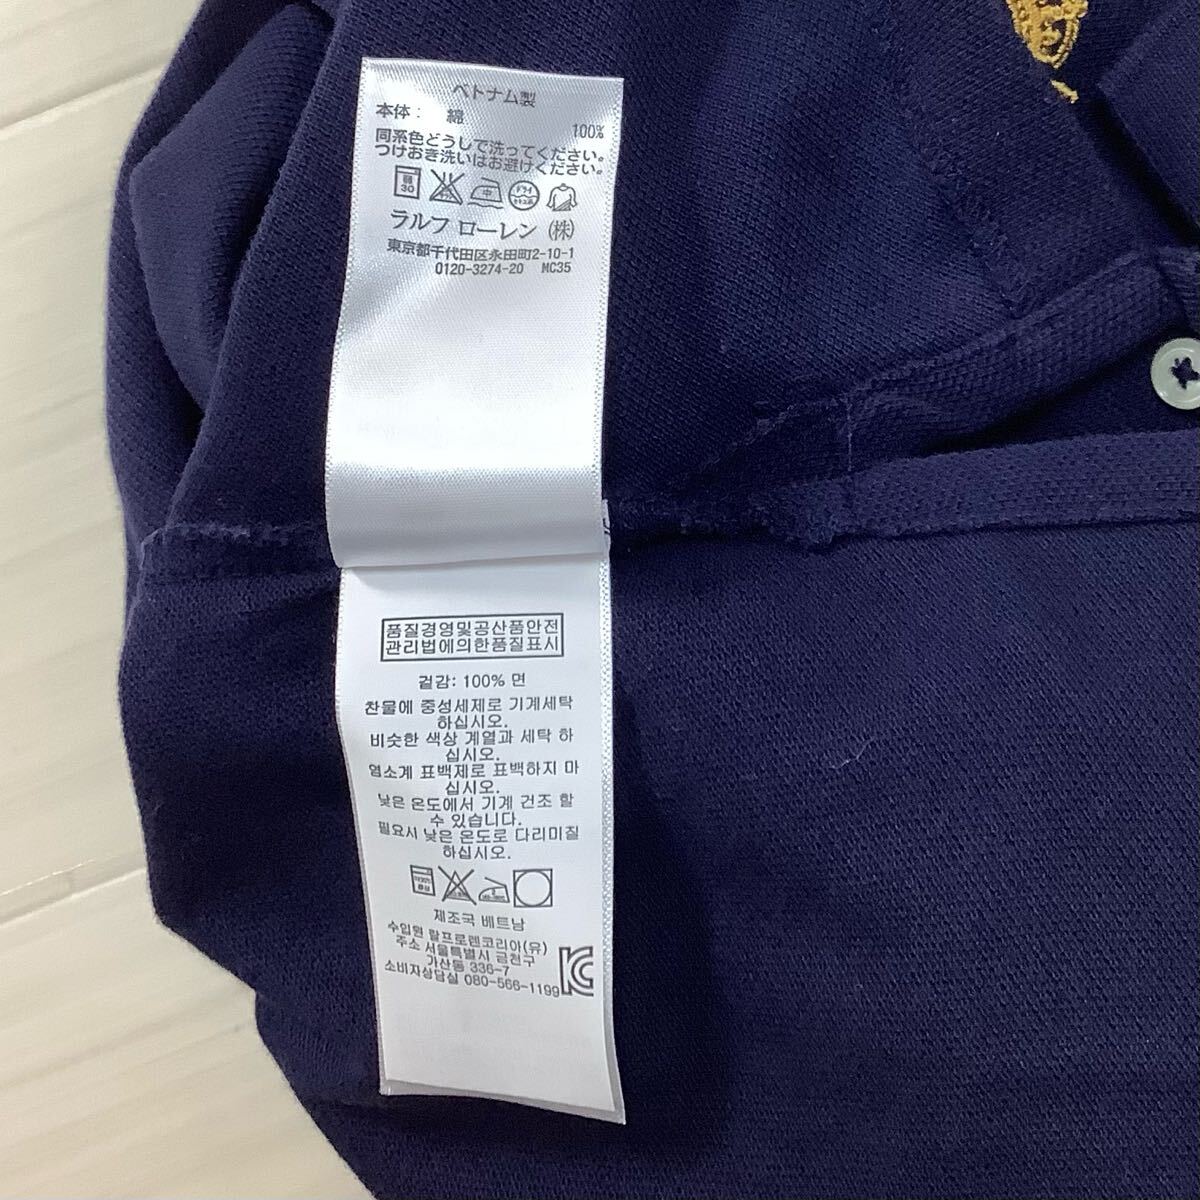 ベトナム製
本体: 綿 100%
同系色どうしで洗ってください。
つけおき洗いはお避けください。
弱 30 中 ドライ セキユ系
ラルフ ローレン (株)
東京都千代田区永田町2-10-1
0120-3274-20 MC35
품질경영및공산품안전
관리법에의한품질표시
겉감: 100% 면
찬물에 중성세제로 기계세탁
하십시오.
비슷한 색상 계열과 세탁 하
십시오.
염소계 표백제로 표백하지 마
십시오.
낮은 온도에서 기계 건조 할
수 있습니다.
필요시 낮은 온도로 다리미질
하십시오.
제조국 베트남
수입원 랄프로렌코리아(유)
주소 서울특별시 금천구
가산동 336-7
소비자상담실 080-566-1199